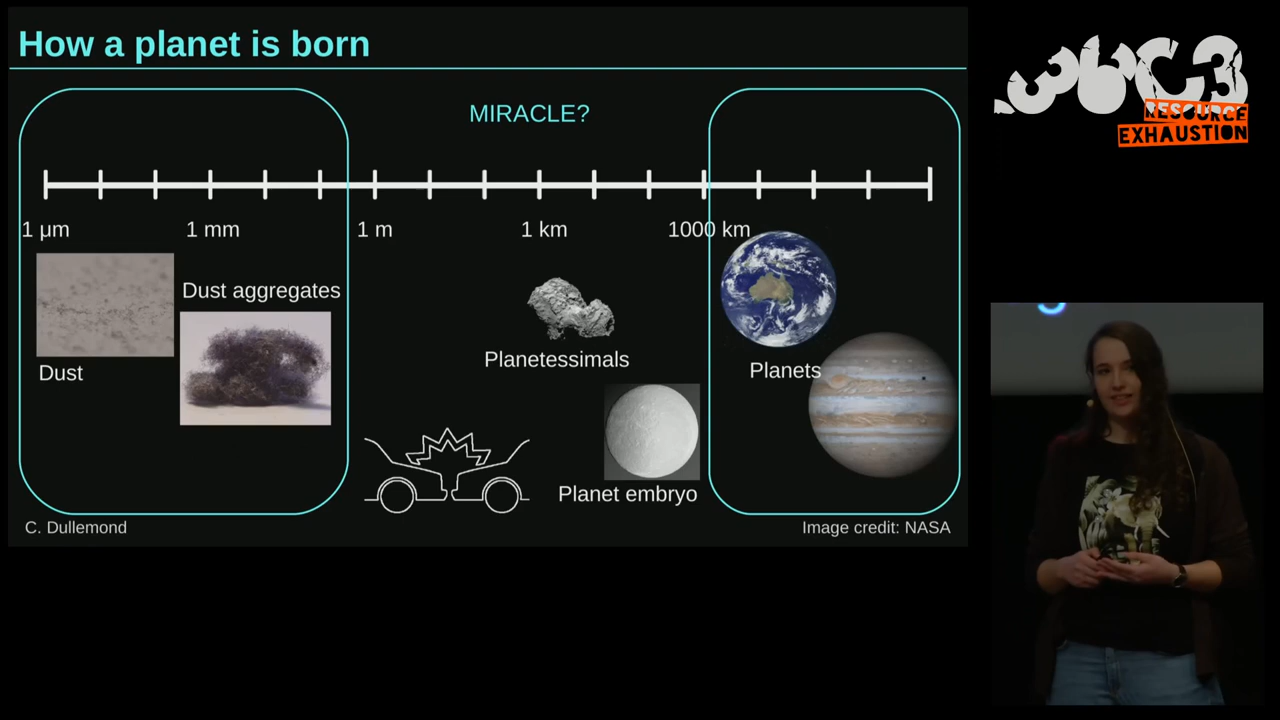 How a planet is born
MIRACLE?
1 μm
1 mm
1 m
1 km
1000 km
Dust
Dust aggregates
Planetessimals
Planet embryo
Planets
C. Dullemond
Image credit: NASA
36C3
RESOURCE
EXHAUSTION